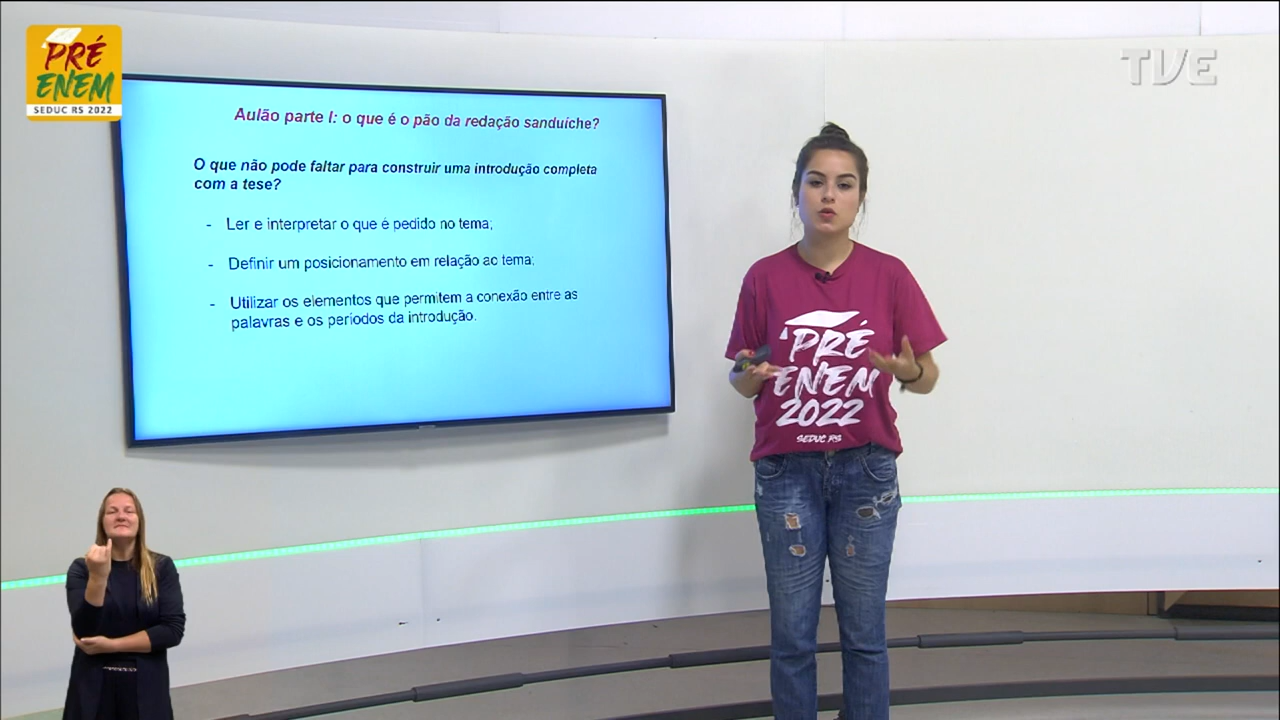 PRÉ
ENEM
SEDUC RS 2022
TVE
Aulão parte I: o que é o pão da redação sanduíche?
O que não pode faltar para construir uma introdução completa
com a tese?
- Ler e interpretar o que é pedido no tema;
- Definir um posicionamento em relação ao tema;
- Utilizar os elementos que permitem a conexão entre as
palavras e os períodos da introdução.
PRÉ
ENEM
2022
SEDUC RS